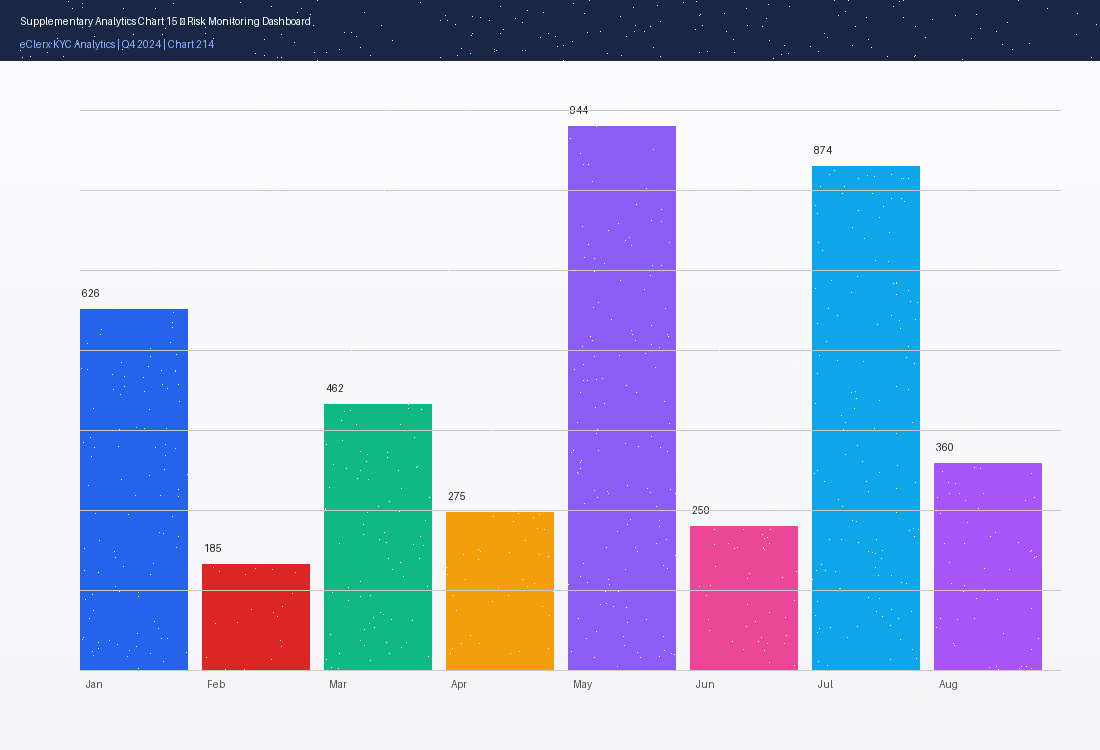 Supplementary Analytics Chart 15 Risk Monitoring Dashboard
eClerx KYC Analytics | Q4 2024 | Chart 214
944
874
626
462
360
275
250
185
Jan Feb Mar Apr May Jun Jul Aug